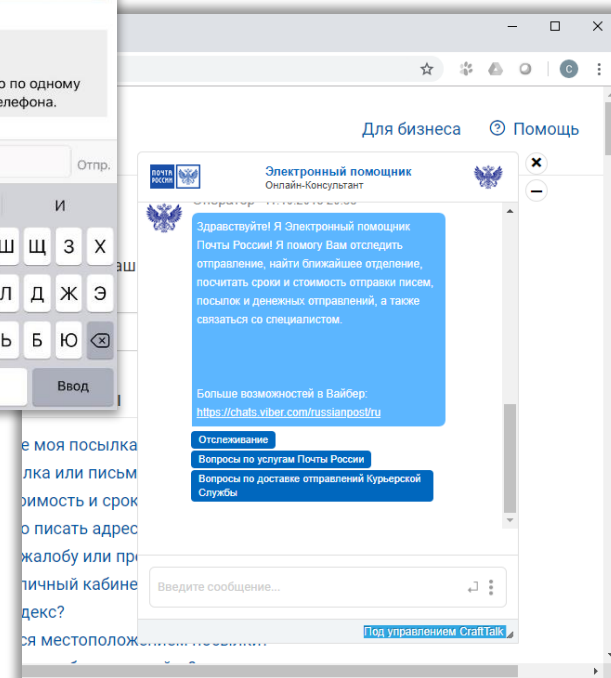 о по одному
елефона.
Отпр.
И
Ш Щ З Х
Л Д Ж Э
Ь Б Ю
Ввод
C
Для бизнеса
? Помощь
ПОЧТА
РОССИИ
Электронный помощник
Онлайн-Консультант
Здравствуйте! Я Электронный помощник
Почты России! Я помогу Вам отследить
отправление, найти ближайшее отделение,
посчитать сроки и стоимость отправки писем,
посылок и денежных отправлений, а также
связаться со специалистом.
Больше возможностей в Вайбер:
https://chats.viber.com/russianpost/ru
Отслеживание
Вопросы по услугам Почты России
Вопросы по доставке отправлений Курьерской
Службы
Введите сообщение...
Под управлением CraftTalk
аш
е моя посылка
лка или письм
оимость и срок
о писать адрес
жалобу или пре
личный кабине
декс?
ся местополож